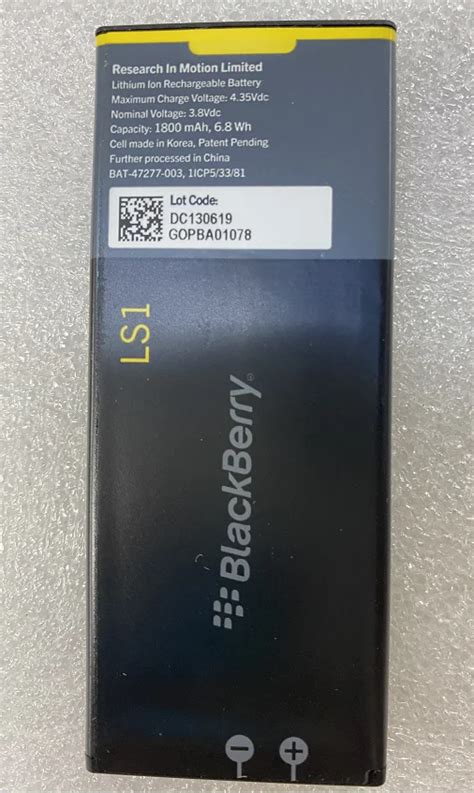 Research In Motion Limited
Lithium Ion Rechargeable Battery
Maximum Charge Voltage: 4.35Vdc
Nominal Voltage: 3.8Vdc
Capacity: 1800 mAh, 6.8 Wh
Cell made in Korea, Patent Pending
Further processed in China
BAT-47277-003, 1ICP5/33/81
Lot Code:
DC130619
GOPBA01078
LS1
BlackBerry®
- +